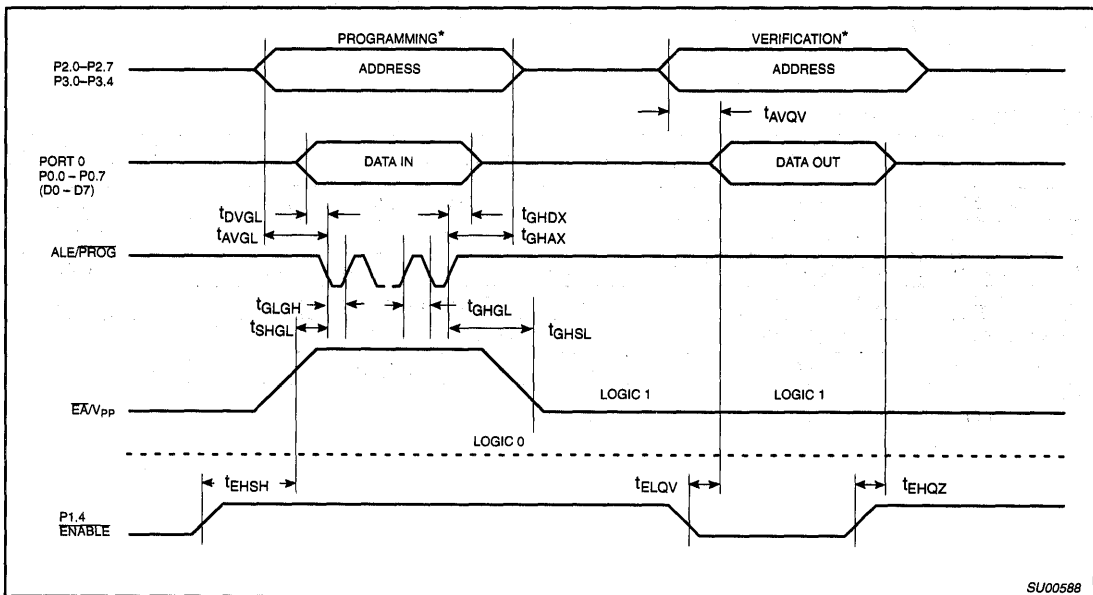 PROGRAMMING*
VERIFICATION*
P2.0–P2.7
P3.0–P3.4
ADDRESS
ADDRESS
tAVQV
PORT 0
P0.0 – P0.7
(D0 – D7)
DATA IN
DATA OUT
tDVGL
tGHDX
tAVGL
tGHAX
ALE/PROG
tGLGH
tGHGL
tSHGL
tGHSL
EA/VPP
LOGIC 1
LOGIC 1
LOGIC 0
tEHSH
tELQV
tEHQZ
P1.4
ENABLE
SU00588